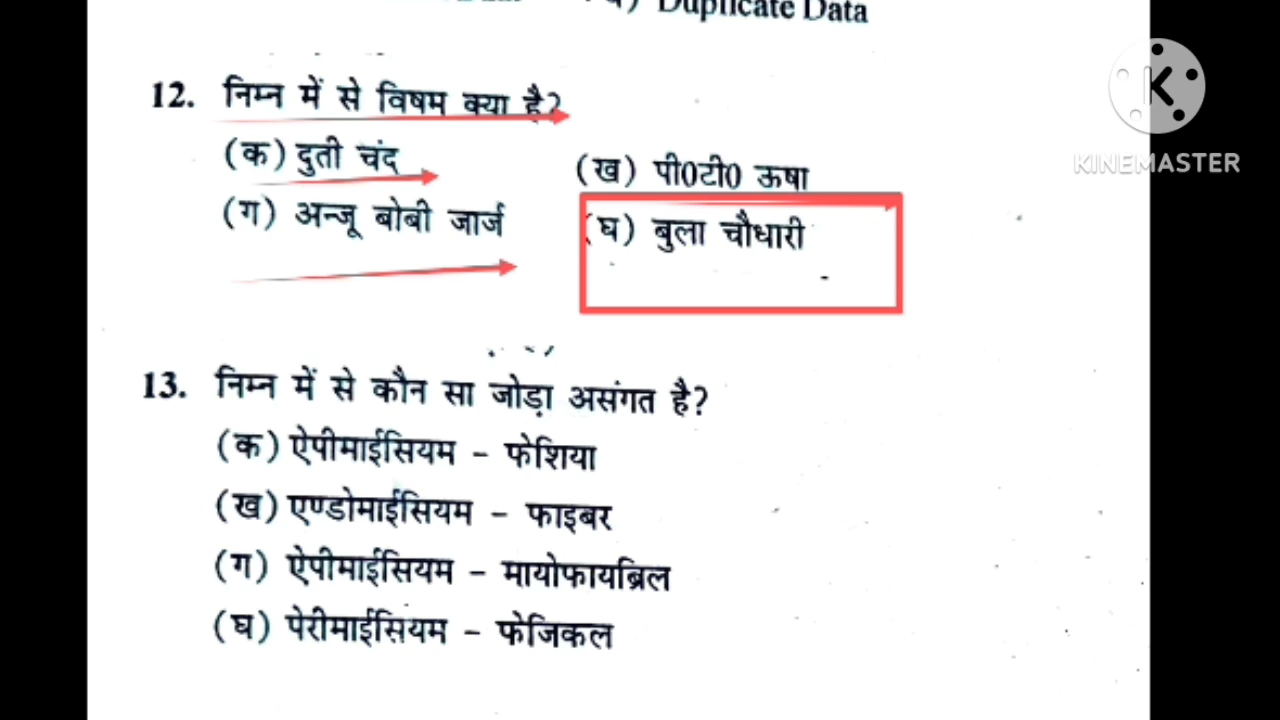 घ) Duplicate Data
12. निम्न में से विषम क्या है?
(क) दुती चंद (ख) पी0टी0 ऊषा
(ग) अन्जू बोबी जार्ज (घ) बुला चौधारी
13. निम्न में से कौन सा जोड़ा असंगत है?
(क) ऐपीमाईसियम - फेशिया
(ख) एण्डोमाईसियम - फाइबर
(ग) ऐपीमाईसियम - मायोफायब्रिल
(घ) पेरीमाईसियम - फेजिकल
K
KINEMASTER